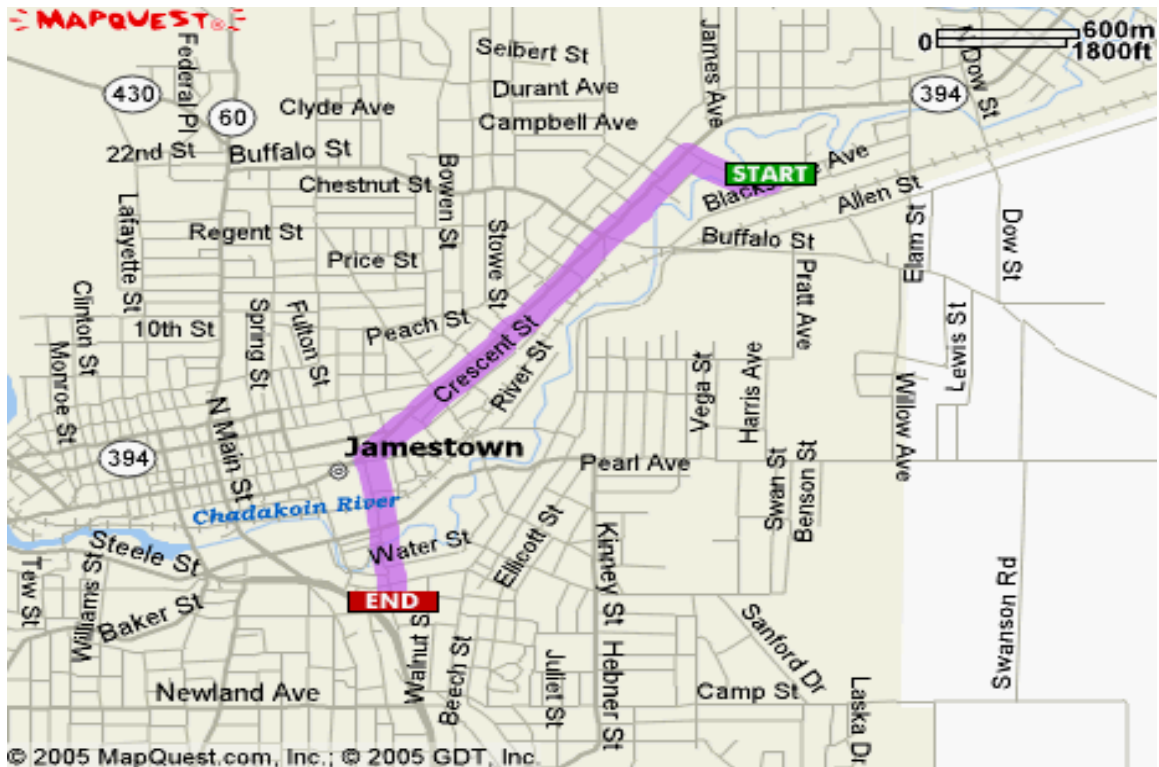 MAPQUEST®
600m
0
1800ft
Seibert St
James Ave
N Dow St
Federal Pl
430
60
Durant Ave
394
Clyde Ave
Campbell Ave
22nd St
Buffalo St
START
Chestnut St
Bowen St
Allen St
Lafayette St
Regent St
Stowe St
Buffalo St
Elam St
Dow St
Price St
Pratt Ave
Clinton St
10th St
Spring St
Fulton St
Peach St
Crescent St
River St
Lewis St
Monroe St
Vega St
Harris Ave
Willow Ave
N Main St
Jamestown
394
Pearl Ave
Swan St
Benson St
Chadakoin River
Steele St
Water St
Ellicott St
Kinney St
Tew St
Williams St
Baker St
END
Walnut S
Beech St
Juliet St
Hebner St
Sanford Dr
Swanson Rd
Newland Ave
Camp St
Laska Dr
© 2005 MapQuest.com, Inc.; © 2005 GDT, Inc.